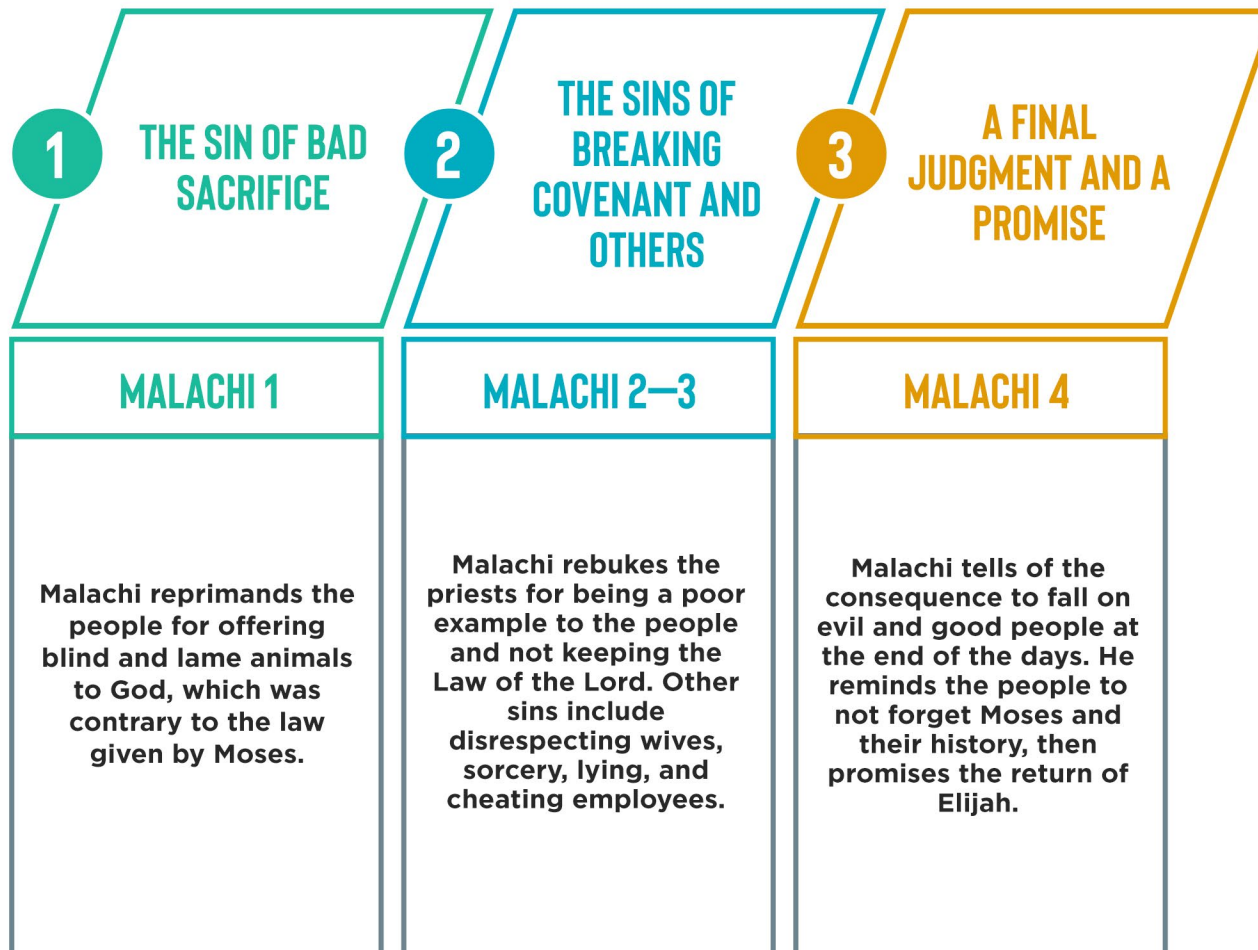 1
THE SIN OF BAD
SACRIFICE
2
THE SINS OF
BREAKING
COVENANT AND
OTHERS
3
A FINAL
JUDGMENT AND A
PROMISE
MALACHI 1
MALACHI 2—3
MALACHI 4
Malachi reprimands the
people for offering
blind and lame animals
to God, which was
contrary to the law
given by Moses.
Malachi rebukes the
priests for being a poor
example to the people
and not keeping the
Law of the Lord. Other
sins include
disrespecting wives,
sorcery, lying, and
cheating employees.
Malachi tells of the
consequence to fall on
evil and good people at
the end of the days. He
reminds the people to
not forget Moses and
their history, then
promises the return of
Elijah.